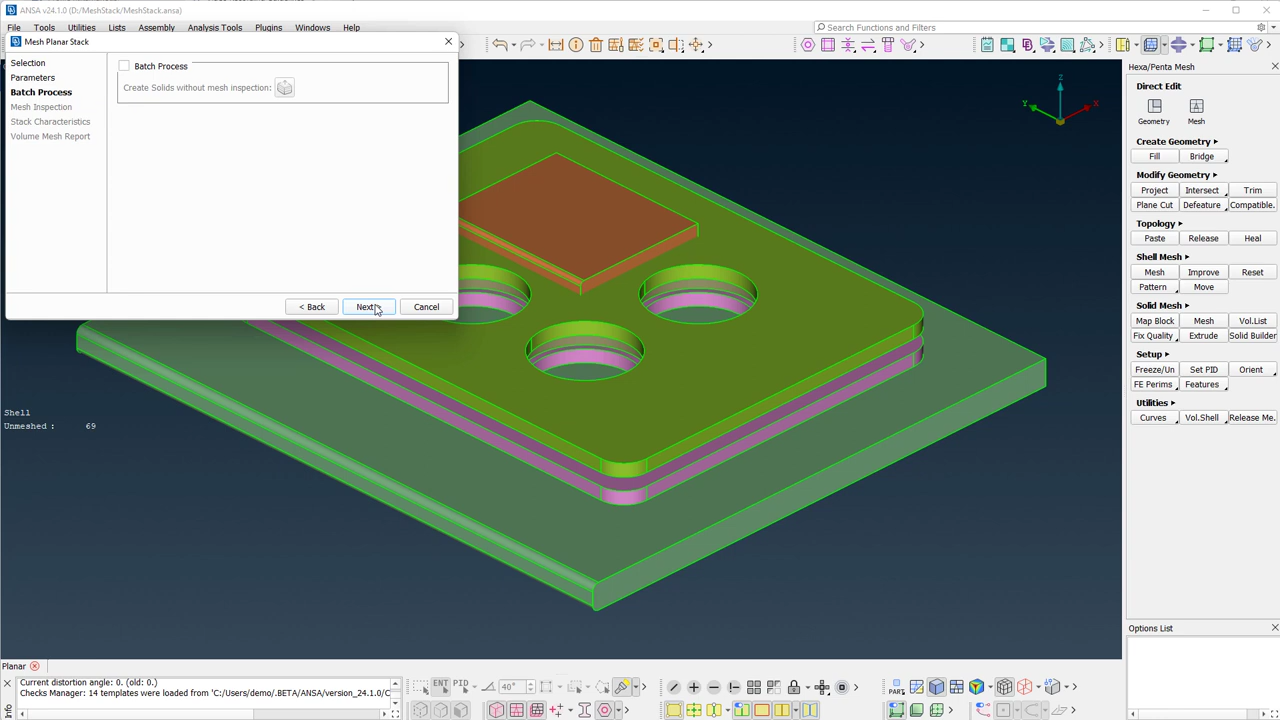 ANSA v24.1.0 (D:/MeshStack/MeshStack.ansa)
File Tools Utilities Lists Assembly Analysis Tools Plugins Windows Help
Search Functions and Filters
Mesh Planar Stack
Selection
Parameters
Batch Process
Mesh Inspection
Stack Characteristics
Volume Mesh Report
Batch Process
Create Solids without mesh inspection:
< Back
Next
Cancel
Shell
Unmeshed : 69
Z
Y
X
Hexa/Penta Mesh
Direct Edit
Geometry Mesh
Create Geometry
Fill Bridge
Modify Geometry
Project Intersect Trim
Plane Cut Defeature Compatible.
Topology
Paste Release Heal
Shell Mesh
Mesh Improve Reset
Pattern Move
Solid Mesh
Map Block Mesh Vol.List
Fix Quality Extrude Solid Builder
Setup
Freeze/Un Set PID Orient
FE Perims Features
Utilities
Curves Vol.Shell Release Me.
Options List
Planar
Current distortion angle: 0. (old: 0.)
Checks Manager: 14 templates were loaded from 'C:/Users/demo/.BETA/ANSA/version_24.1.0/C
Info
ENT PID
40°
PART